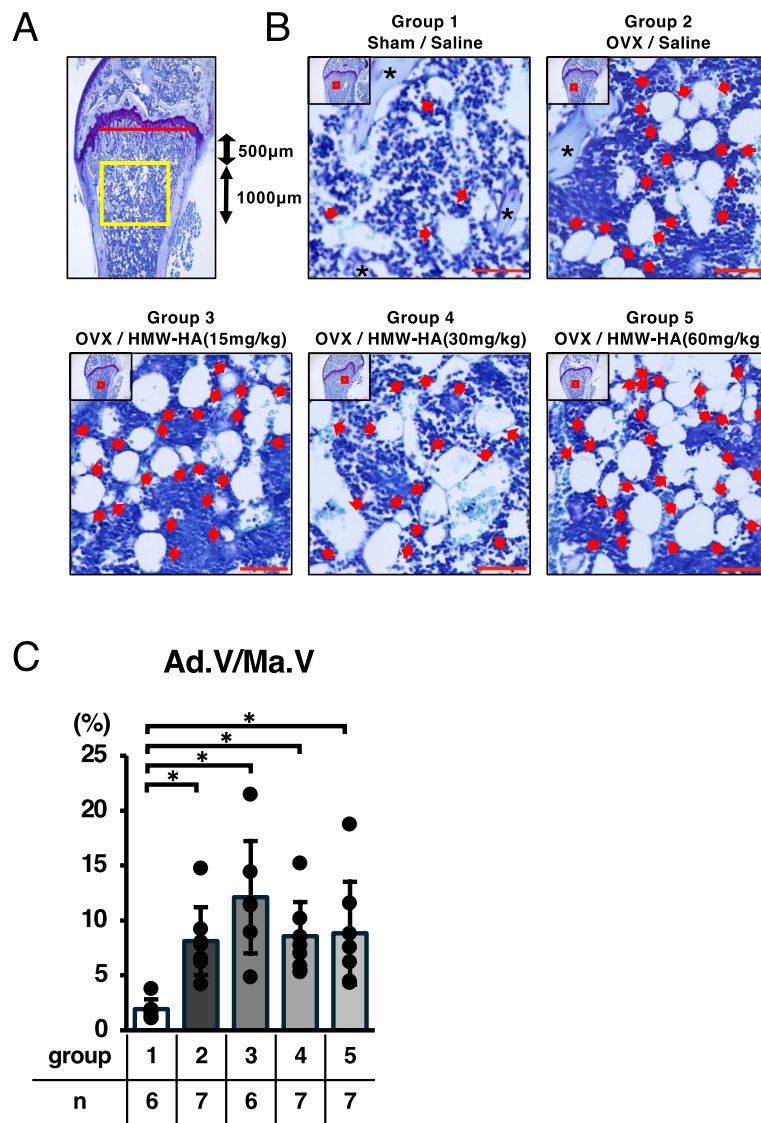 A
500μm
1000μm
B
Group 1
Sham / Saline
*
*
*
Group 2
OVX / Saline
*
Group 3
OVX / HMW-HA(15mg/kg)
Group 4
OVX / HMW-HA(30mg/kg)
Group 5
OVX / HMW-HA(60mg/kg)
C
Ad.V/Ma.V
(%)
*
*
*
*
25
20
15
10
5
0
group 1 2 3 4 5
n 6 7 6 7 7